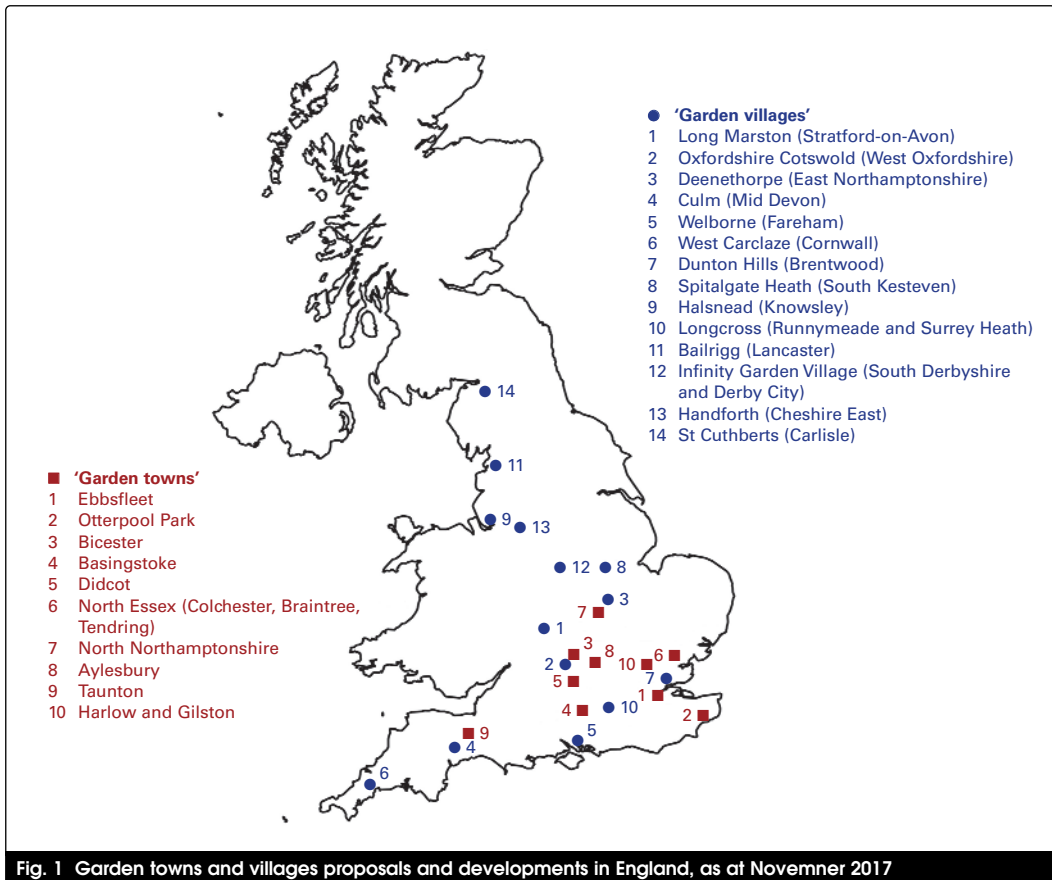 'Garden villages'
1 Long Marston (Stratford-on-Avon)
2 Oxfordshire Cotswold (West Oxfordshire)
3 Deenethorpe (East Northamptonshire)
4 Culm (Mid Devon)
5 Welborne (Fareham)
6 West Carclaze (Cornwall)
7 Dunton Hills (Brentwood)
8 Spitalgate Heath (South Kesteven)
9 Halsnead (Knowsley)
10 Longcross (Runnymeade and Surrey Heath)
11 Bailrigg (Lancaster)
12 Infinity Garden Village (South Derbyshire
and Derby City)
13 Handforth (Cheshire East)
14 St Cuthberts (Carlisle)
'Garden towns'
1 Ebbsfleet
2 Otterpool Park
3 Bicester
4 Basingstoke
5 Didcot
6 North Essex (Colchester, Braintree,
Tendring)
7 North Northamptonshire
8 Aylesbury
9 Taunton
10 Harlow and Gilston
14
11
9
13
12
8
3
7
1
3
8
6
2
10
7
5
1
10
4
2
5
9
4
6
Fig. 1 Garden towns and villages proposals and developments in England, as at Novemner 2017